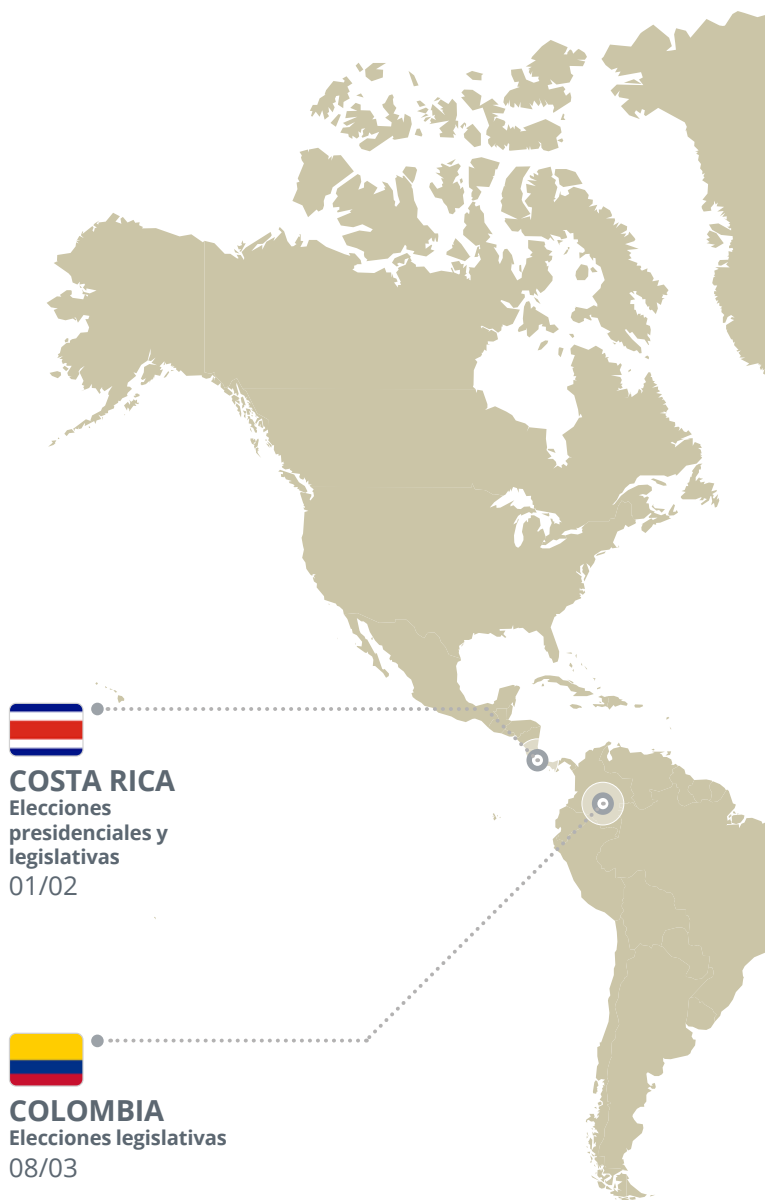 COSTA RICA
Elecciones
presidenciales y
legislativas
01/02
COLOMBIA
Elecciones legislativas
08/03